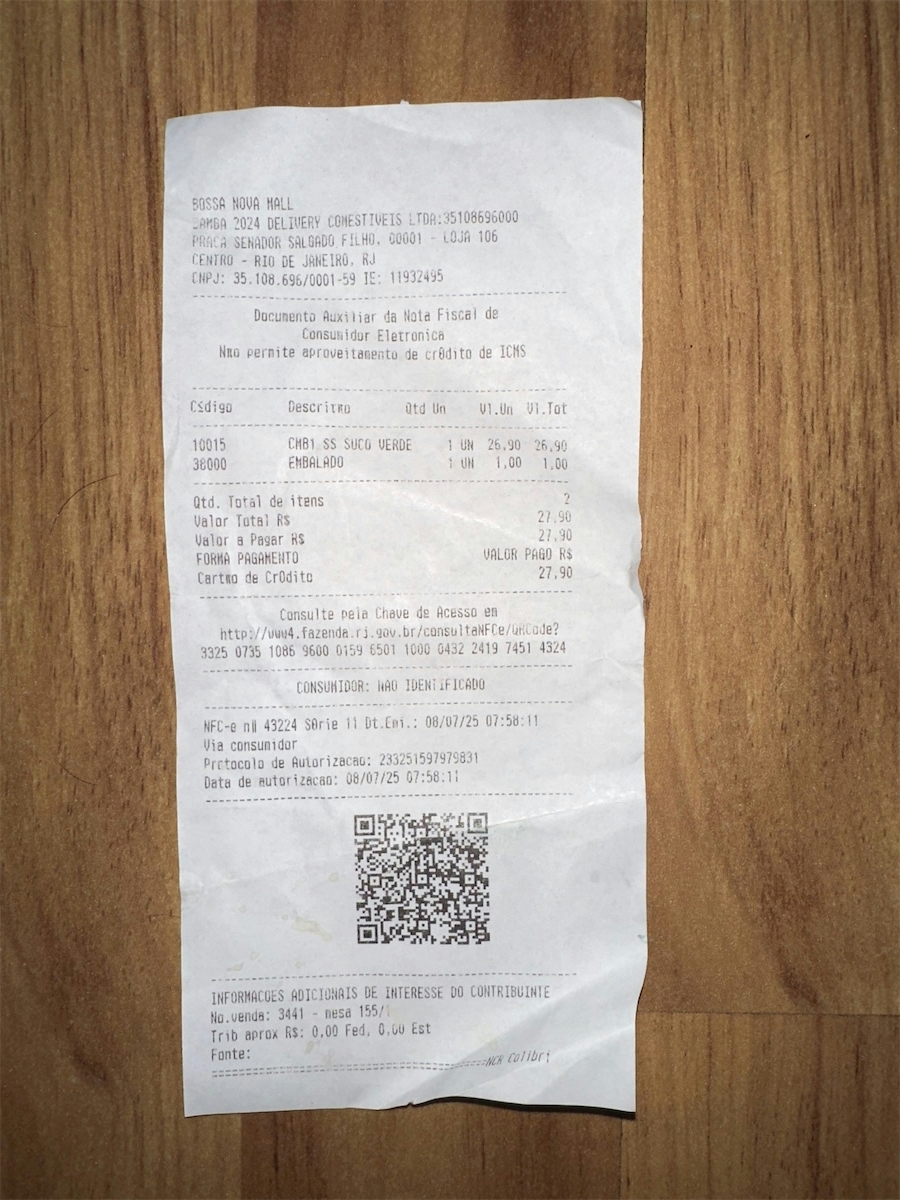 BOSSA NOVA MALL
SAMBA 2024 DELIVERY COMESTIVEIS LTDA:35108696000
PRACA SENADOR SALGADO FILHO, 00001 - LOJA 106
CENTRO - RIO DE JANEIRO, RJ
CNPJ: 35.108.696/0001-59 IE: 11932495
Documento Auxiliar da Nota Fiscal de
Consumidor Eletronica
permite aproveitamento de crédito de ICMS
Descri
Qtd Un Vl.Un Vl.Tot
10015 CMB1 SS SUCO VERDE 1 UN 26,90 26,90
38000 EMBALADO 1 UN 1,00 1,00
Qtd. Total de itens 2
Valor Total R$ 27,90
Valor a Pagar R$ 27,90
FORMA PAGAMENTO VALOR PAGO R$
de 27,90
Consulte pela Chave de Acesso em
http://www4.fazenda.rj.gov.br/consultaNFCe/QRCode?
3325 0735 1086 9600 0159 6501 1000 0432 2419 7451 4324
CONSUMIDOR: NAO IDENTIFICADO
NFC-e 43224 11 Dt.Emi.: 08/07/25 07:58:11
Via consumidor
Protocolo de Autorizacao: 233251597979831
Data de autorizacao: 08/07/25 07:58:11
INFORMACOES ADICIONAIS DE INTERESSE DO CONTRIBUINTE
No.venda: 3441 - mesa 155/1
Trib aprox R$: 0,00 Fed, 0,00 Est
Fonte:
NCR Colibri